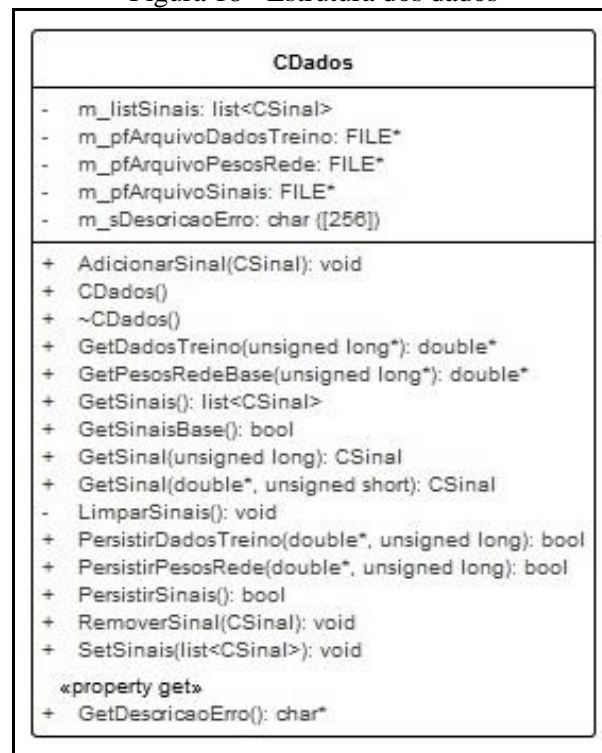 Figura 18 - Estrutura dos dados
CDados
- m_listSinais: list<CSinal>
- m_pfArquivoDadosTreino: FILE*
- m_pfArquivoPesosRede: FILE*
- m_pfArquivoSinais: FILE*
- m_sDescricaoErro: char ([256])
+ AdicionarSinal(CSinal): void
+ CDados()
+ ~CDados()
+ GetDadosTreino(unsigned long*): double*
+ GetPesosRedeBase(unsigned long*): double*
+ GetSinais(): list<CSinal>
+ GetSinaisBase(): bool
+ GetSinal(unsigned long): CSinal
+ GetSinal(double*, unsigned short): CSinal
- LimparSinais(): void
+ PersistirDadosTreino(double*, unsigned long): bool
+ PersistirPesosRede(double*, unsigned long): bool
+ PersistirSinais(): bool
+ RemoverSinal(CSinal): void
+ SetSinais(list<CSinal>): void
«property get»
+ GetDescricaoErro(): char*